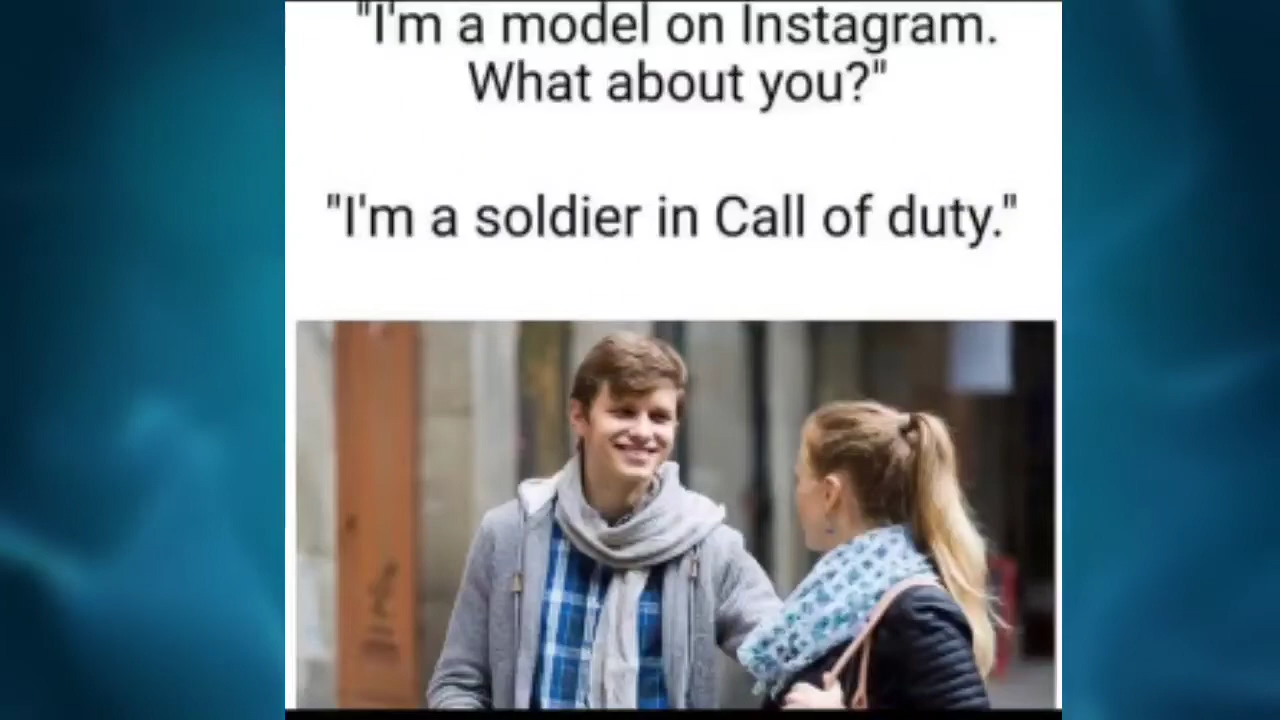 "I'm a model on Instagram.
What about you?"
"I'm a soldier in Call of duty."